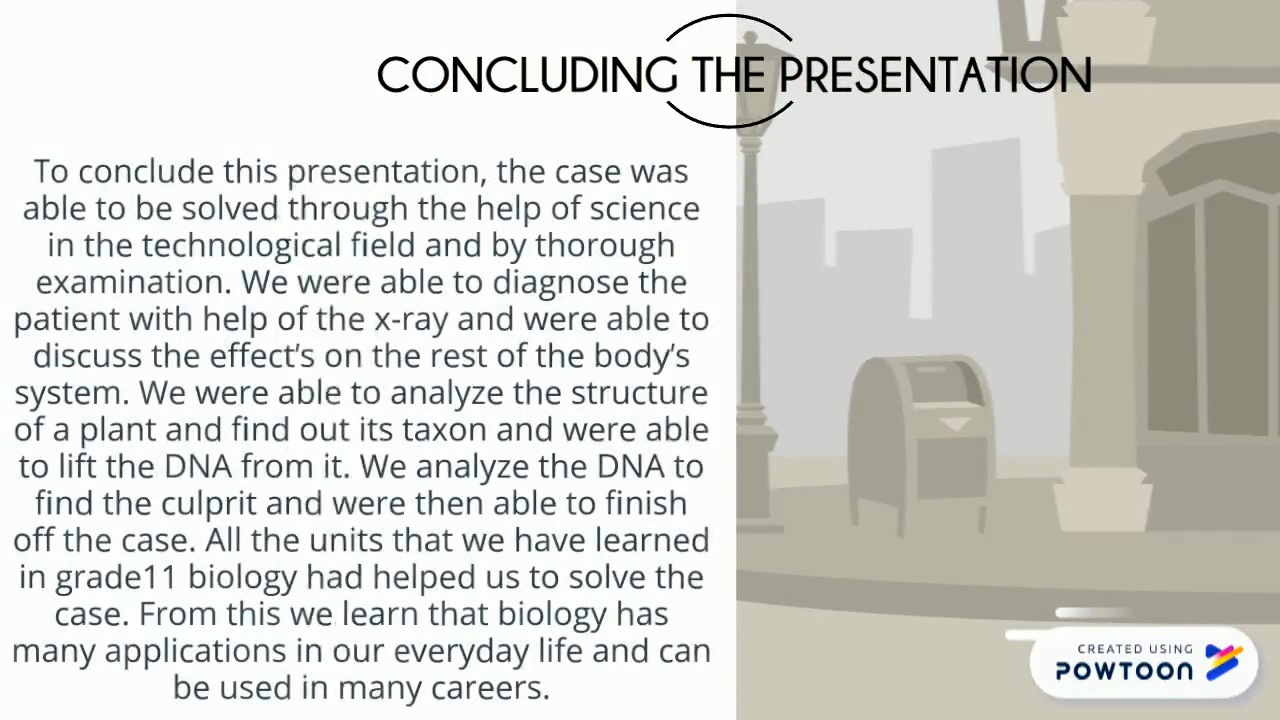 CONCLUDING THE PRESENTATION
To conclude this presentation, the case was
able to be solved through the help of science
in the technological field and by thorough
examination. We were able to diagnose the
patient with help of the x-ray and were able to
discuss the effect's on the rest of the body's
system. We were able to analyze the structure
of a plant and find out its taxon and were able
to lift the DNA from it. We analyze the DNA to
find the culprit and were then able to finish
off the case. All the units that we have learned
in grade11 biology had helped us to solve the
case. From this we learn that biology has
many applications in our everyday life and can
be used in many careers.
CREATED USING
POWTOON